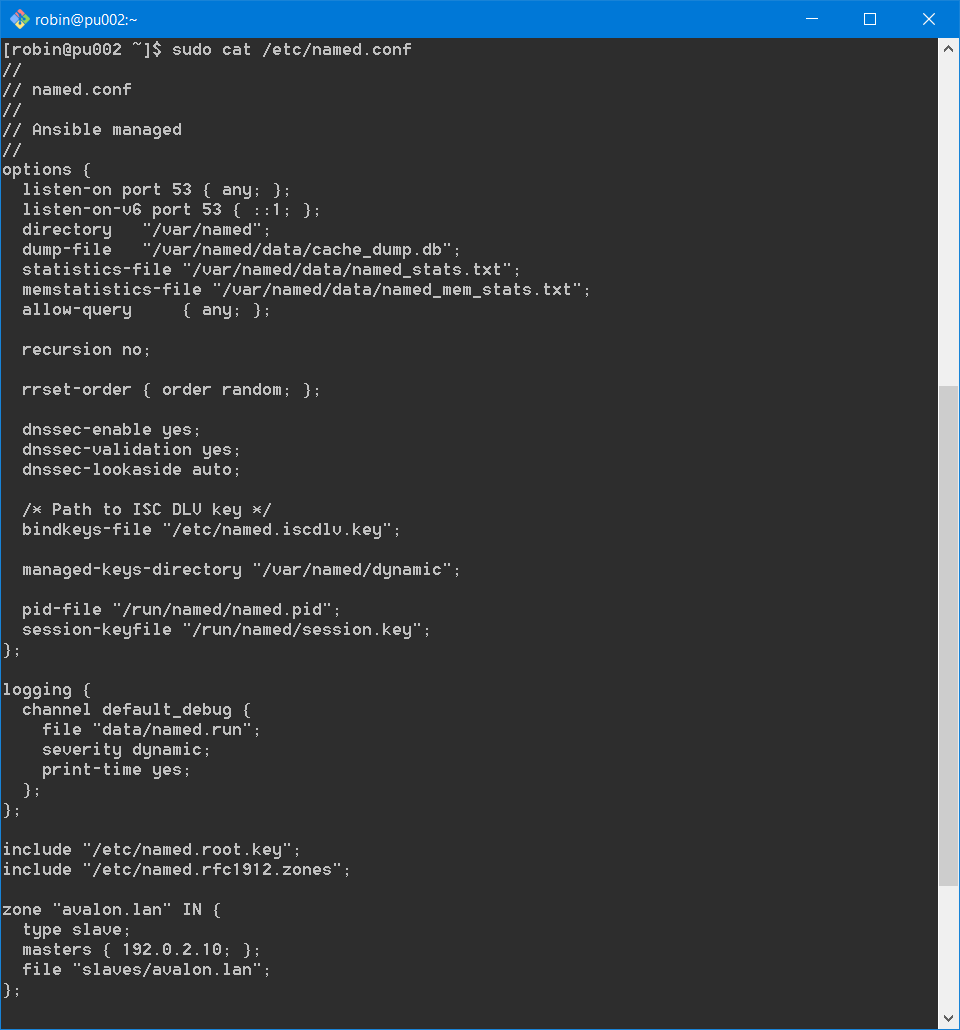 robin@pu002:~
[robin@pu002 ~]$ sudo cat /etc/named.conf
//
// named.conf
//
// Ansible managed
//
options {
  listen-on port 53 { any; };
  listen-on-v6 port 53 { ::1; };
  directory   "/var/named";
  dump-file   "/var/named/data/cache_dump.db";
  statistics-file "/var/named/data/named_stats.txt";
  memstatistics-file "/var/named/data/named_mem_stats.txt";
  allow-query     { any; };

  recursion no;

  rrset-order { order random; };

  dnssec-enable yes;
  dnssec-validation yes;
  dnssec-lookaside auto;

  /* Path to ISC DLV key */
  bindkeys-file "/etc/named.iscdlv.key";

  managed-keys-directory "/var/named/dynamic";

  pid-file "/run/named/named.pid";
  session-keyfile "/run/named/session.key";
};

logging {
  channel default_debug {
    file "data/named.run";
    severity dynamic;
    print-time yes;
  };
};

include "/etc/named.root.key";
include "/etc/named.rfc1912.zones";

zone "avalon.lan" IN {
  type slave;
  masters { 192.0.2.10; };
  file "slaves/avalon.lan";
};